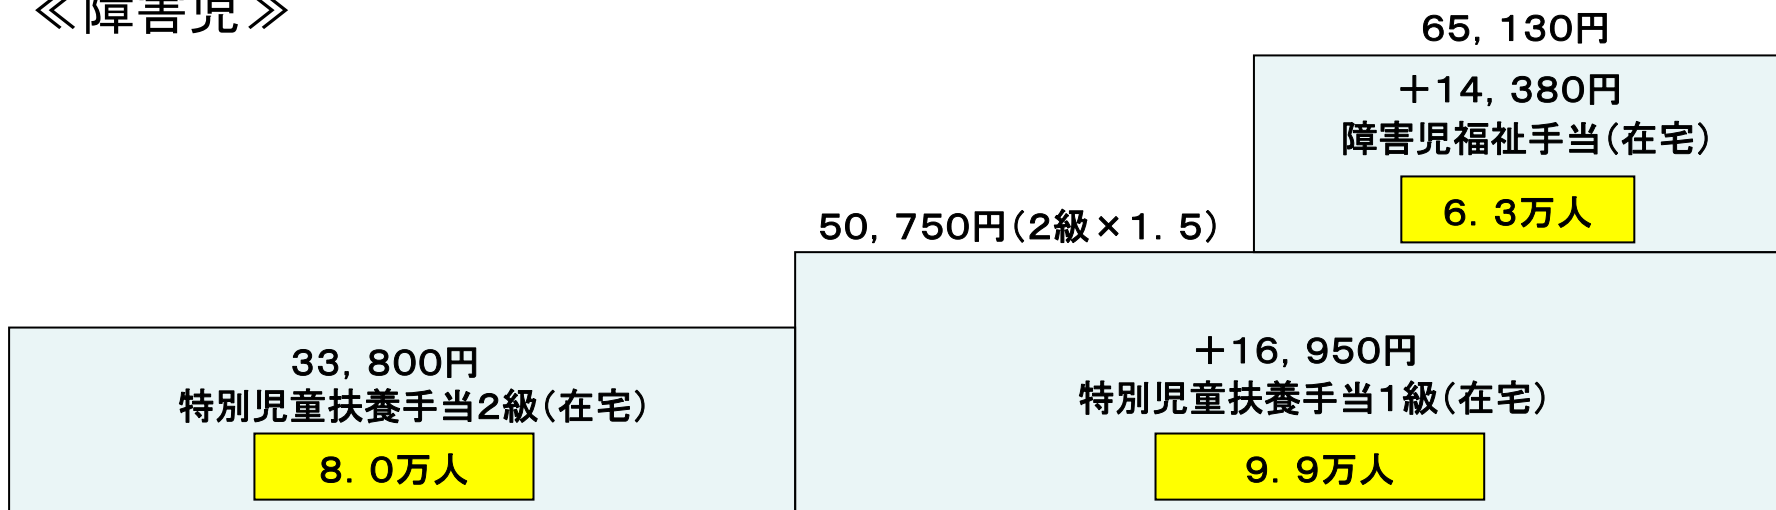 ≪障害児≫
65，130円
＋14，380円
障害児福祉手当（在宅）
6．3万人
50，750円（2級×1．5）
33，800円
特別児童扶養手当2級（在宅）
8．0万人
＋16，950円
特別児童扶養手当1級（在宅）
9．9万人